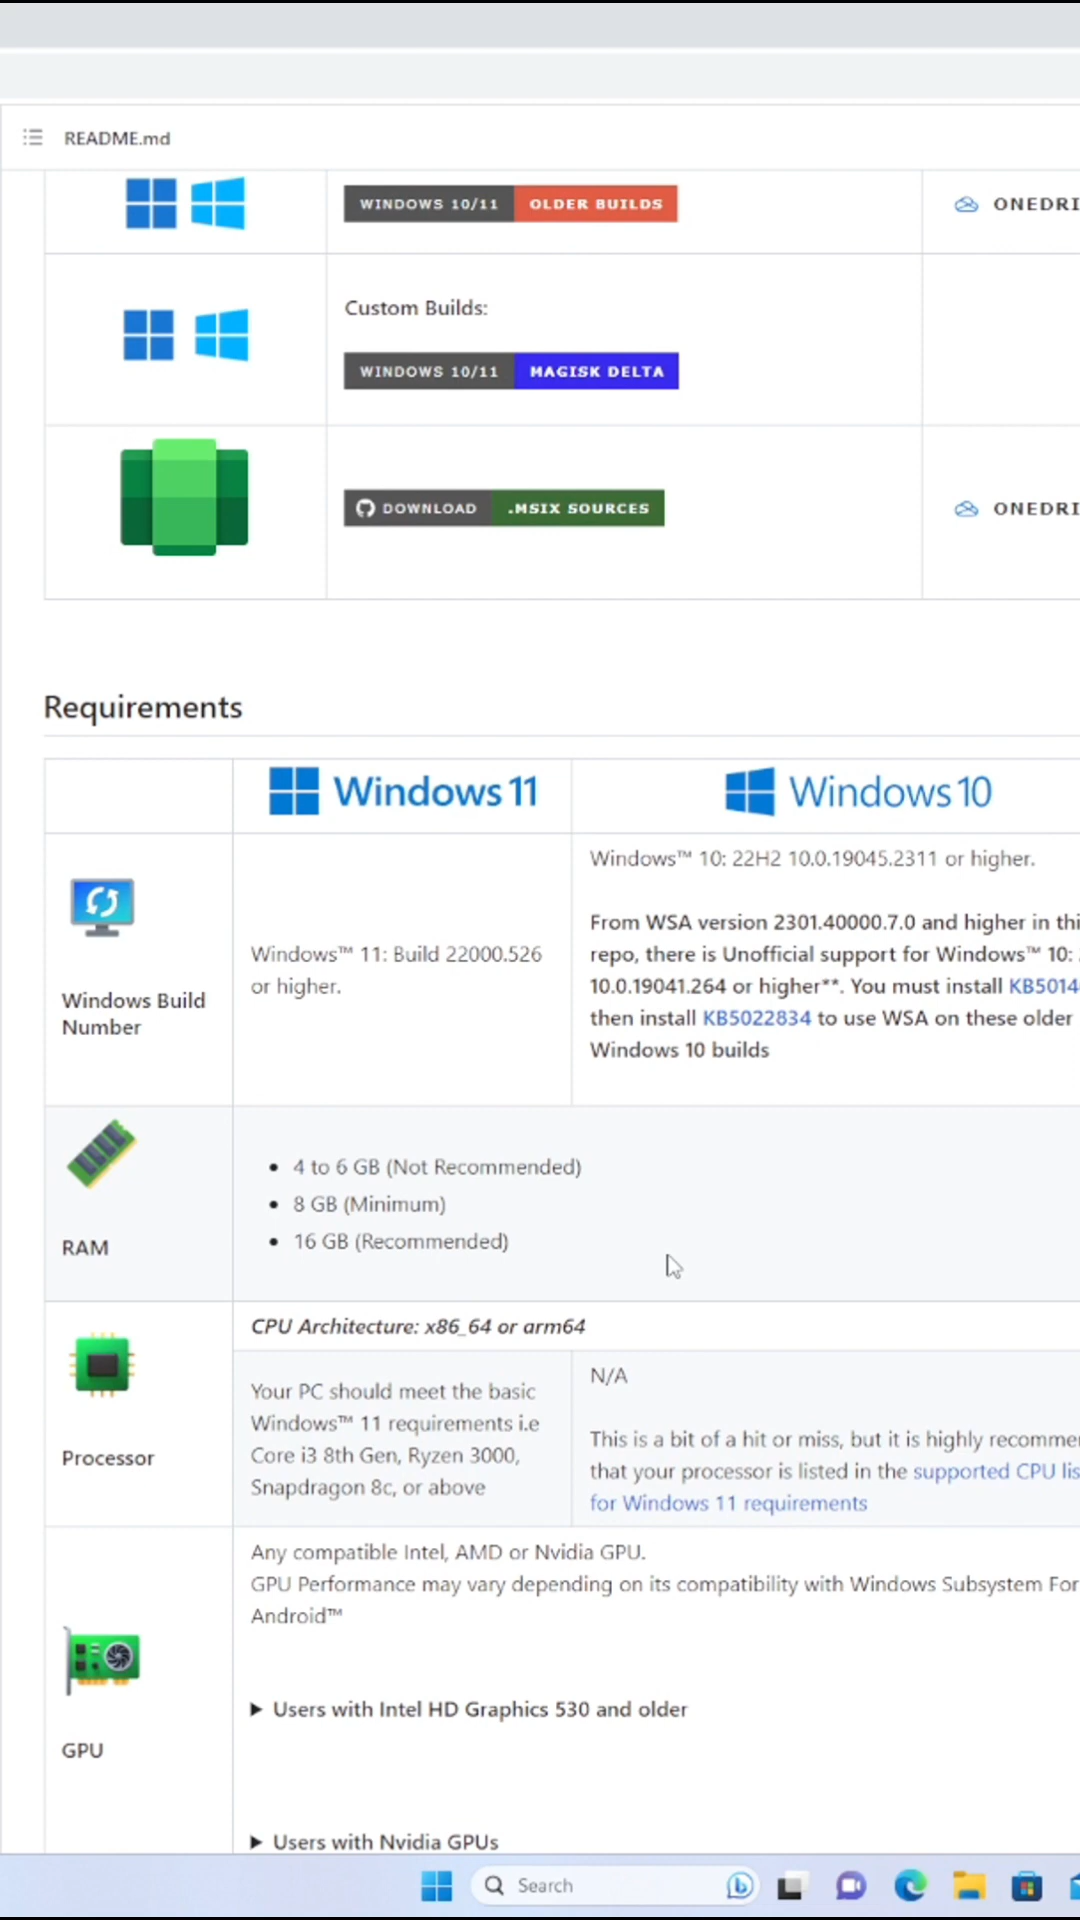 README.md
WINDOWS 10/11 OLDER BUILDS
ONEDRI
Custom Builds:
WINDOWS 10/11 MAGISK DELTA
DOWNLOAD .MSIX SOURCES
ONEDRI
Requirements
Windows 11
Windows 10
Windows Build
Number
Windows™ 11: Build 22000.526
or higher.
Windows™ 10: 22H2 10.0.19045.2311 or higher.
From WSA version 2301.40000.7.0 and higher in thi
repo, there is Unofficial support for Windows™ 10:
10.0.19041.264 or higher**. You must install KB5014
then install KB5022834 to use WSA on these older
Windows 10 builds
RAM
• 4 to 6 GB (Not Recommended)
• 8 GB (Minimum)
• 16 GB (Recommended)
Processor
CPU Architecture: x86_64 or arm64
Your PC should meet the basic
Windows™ 11 requirements i.e
Core i3 8th Gen, Ryzen 3000,
Snapdragon 8c, or above
N/A
This is a bit of a hit or miss, but it is highly recomme
that your processor is listed in the supported CPU lis
for Windows 11 requirements
GPU
Any compatible Intel, AMD or Nvidia GPU.
GPU Performance may vary depending on its compatibility with Windows Subsystem For
Android™
▶ Users with Intel HD Graphics 530 and older
▶ Users with Nvidia GPUs
Search